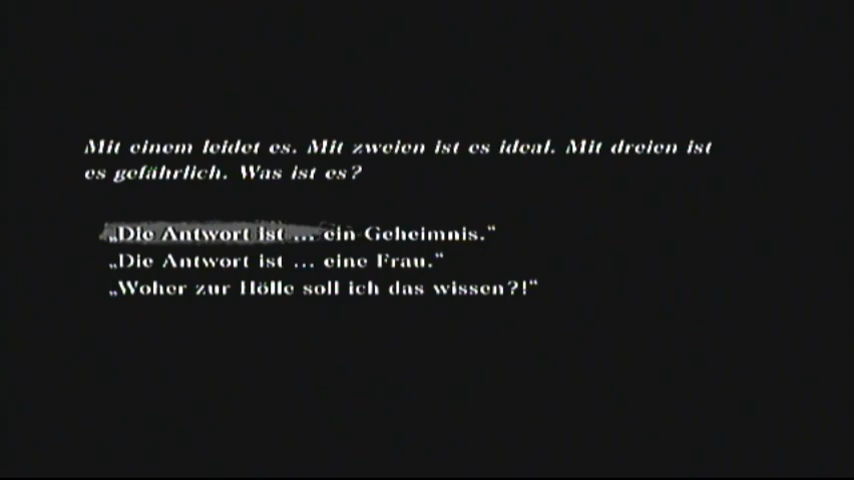 Mit einem leidet es. Mit zweien ist es ideal. Mit dreien ist
es gefährlich. Was ist es?
„Die Antwort ist ... ein Geheimnis.“
„Die Antwort ist ... eine Frau.“
„Woher zur Hölle soll ich das wissen?!“